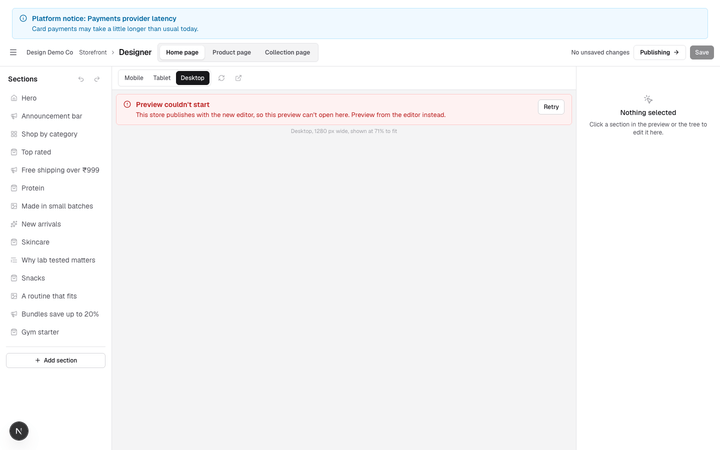 Platform notice: Payments provider latency
Card payments may take a little longer than usual today.
Design Demo Co Storefront Designer Home page Product page Collection page No unsaved changes Publishing → Save
Sections
Mobile Tablet Desktop
Hero
Announcement bar
Shop by category
Top rated
Free shipping over ₹999
Protein
Made in small batches
New arrivals
Skincare
Why lab tested matters
Snacks
A routine that fits
Bundles save up to 20%
Gym starter
+ Add section
N
Preview couldn't start
This store publishes with the new editor, so this preview can't open here. Preview from the editor instead.
Retry
Desktop, 1280 px wide, shown at 71% to fit
Nothing selected
Click a section in the preview or the tree to
edit it here.